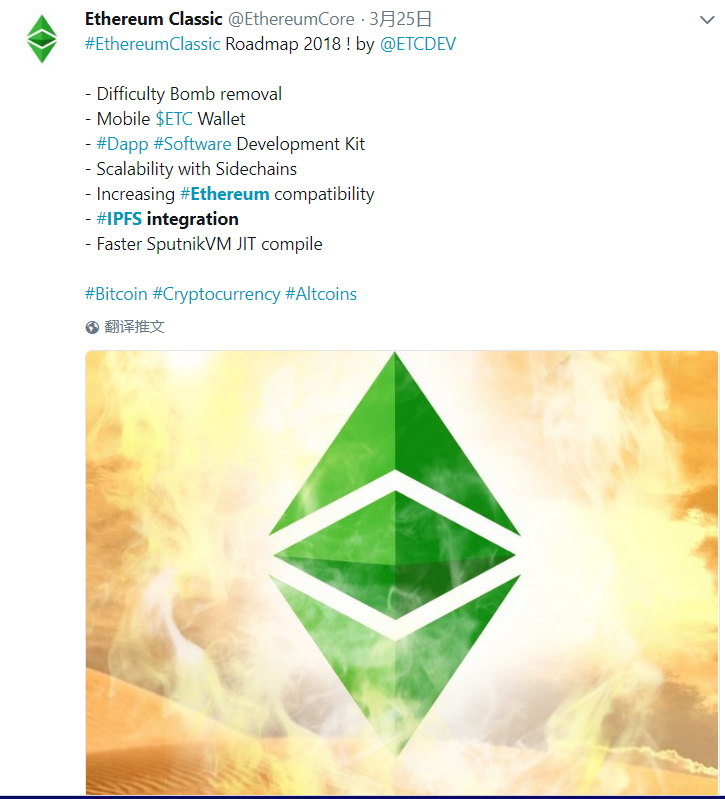 Ethereum Classic @EthereumCore · 3月25日
#EthereumClassic Roadmap 2018 ! by @ETCDEV
- Difficulty Bomb removal
- Mobile $ETC Wallet
- #Dapp #Software Development Kit
- Scalability with Sidechains
- Increasing #Ethereum compatibility
- #IPFS integration
- Faster SputnikVM JIT compile
#Bitcoin #Cryptocurrency #Altcoins
翻译推文